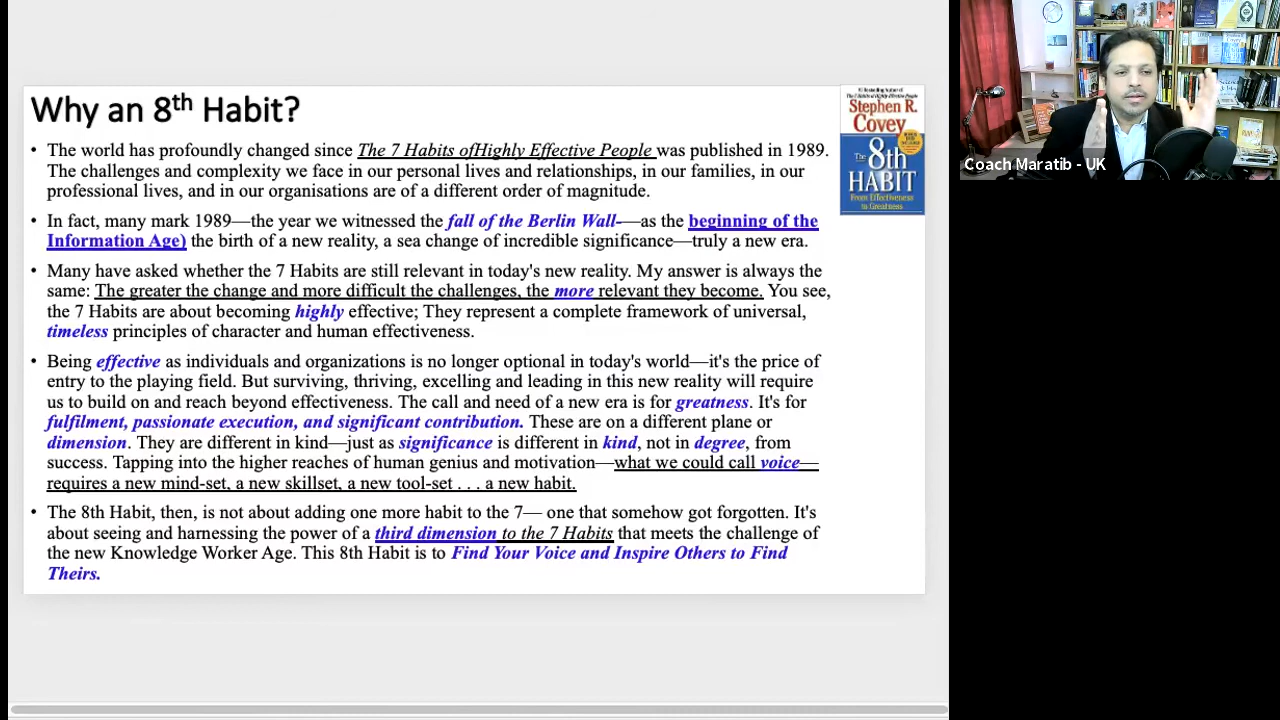 Why an 8th Habit?
• The world has profoundly changed since The 7 Habits ofHighly Effective People was published in 1989.
The challenges and complexity we face in our personal lives and relationships, in our families, in our
professional lives, and in our organisations are of a different order of magnitude.
• In fact, many mark 1989—the year we witnessed the fall of the Berlin Wall-—as the beginning of the
Information Age) the birth of a new reality, a sea change of incredible significance—truly a new era.
• Many have asked whether the 7 Habits are still relevant in today's new reality. My answer is always the
same: The greater the change and more difficult the challenges, the more relevant they become. You see,
the 7 Habits are about becoming highly effective; They represent a complete framework of universal,
timeless principles of character and human effectiveness.
• Being effective as individuals and organizations is no longer optional in today's world—it's the price of
entry to the playing field. But surviving, thriving, excelling and leading in this new reality will require
us to build on and reach beyond effectiveness. The call and need of a new era is for greatness. It's for
fulfilment, passionate execution, and significant contribution. These are on a different plane or
dimension. They are different in kind—just as significance is different in kind, not in degree, from
success. Tapping into the higher reaches of human genius and motivation—what we could call voice—
requires a new mind-set, a new skillset, a new tool-set . . . a new habit.
• The 8th Habit, then, is not about adding one more habit to the 7— one that somehow got forgotten. It's
about seeing and harnessing the power of a third dimension to the 7 Habits that meets the challenge of
the new Knowledge Worker Age. This 8th Habit is to Find Your Voice and Inspire Others to Find
Theirs.
Stephen R.
Covey
The
8th
HABIT
From Effectiveness
to Greatness
Coach Maratib - UK